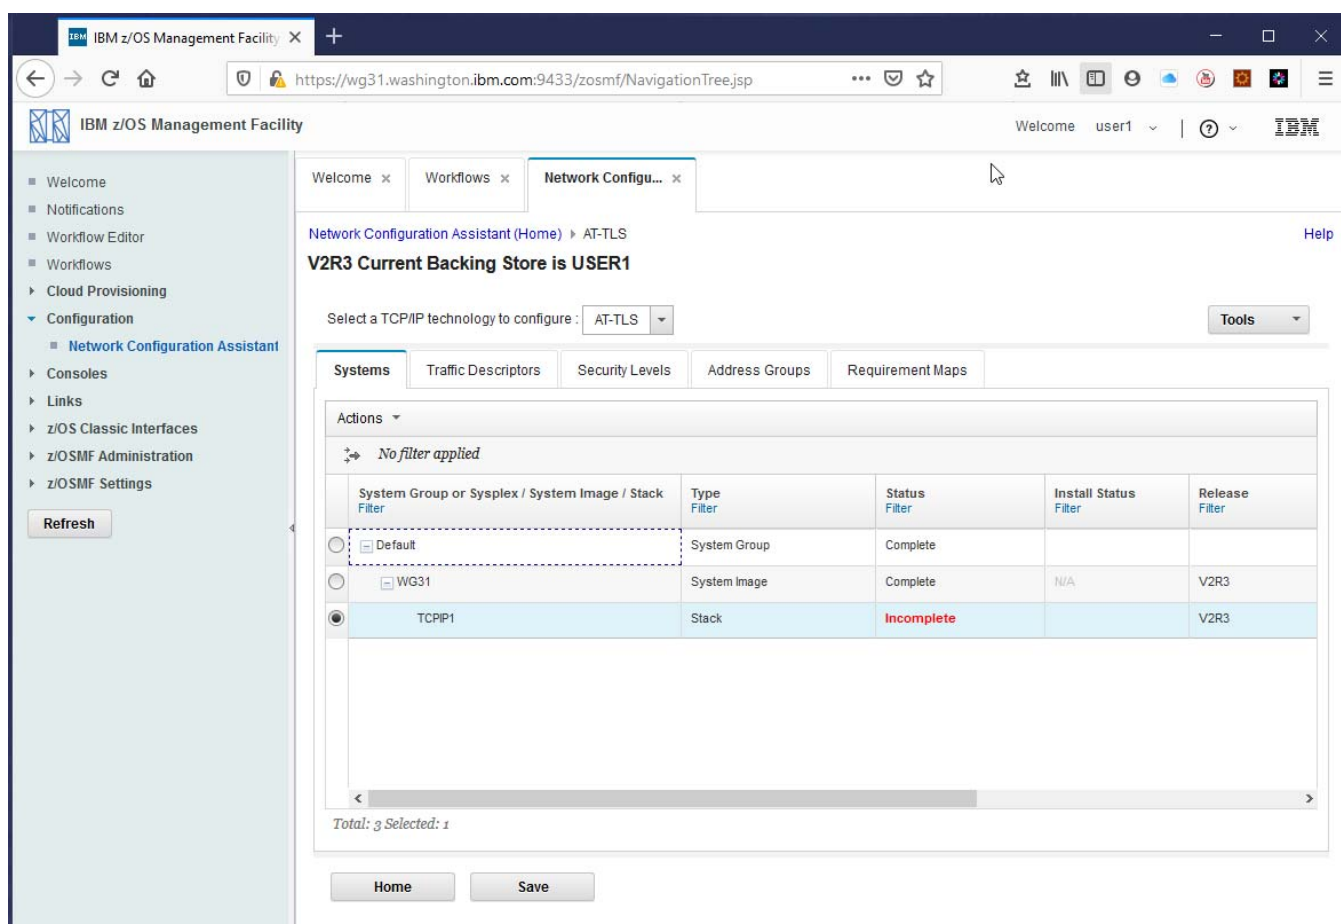 IBM IBM z/OS Management Facility
https://wg31.washington.ibm.com:9433/zosmf/NavigationTree.jsp
IBM z/OS Management Facility
Welcome user1
IBM
Welcome
Notifications
Workflow Editor
Workflows
Cloud Provisioning
Configuration
Network Configuration Assistant
Consoles
Links
z/OS Classic Interfaces
z/OSMF Administration
z/OSMF Settings
Refresh
Welcome Workflows Network Configu...
Network Configuration Assistant (Home) AT-TLS Help
V2R3 Current Backing Store is USER1
Select a TCP/IP technology to configure : AT-TLS Tools
Systems Traffic Descriptors Security Levels Address Groups Requirement Maps
Actions
No filter applied
System Group or Sysplex / System Image / Stack Type Status Install Status Release
Filter Filter Filter Filter Filter
Default System Group Complete
WG31 System Image Complete N/A V2R3
TCPIP1 Stack Incomplete V2R3
Total: 3 Selected: 1
Home Save